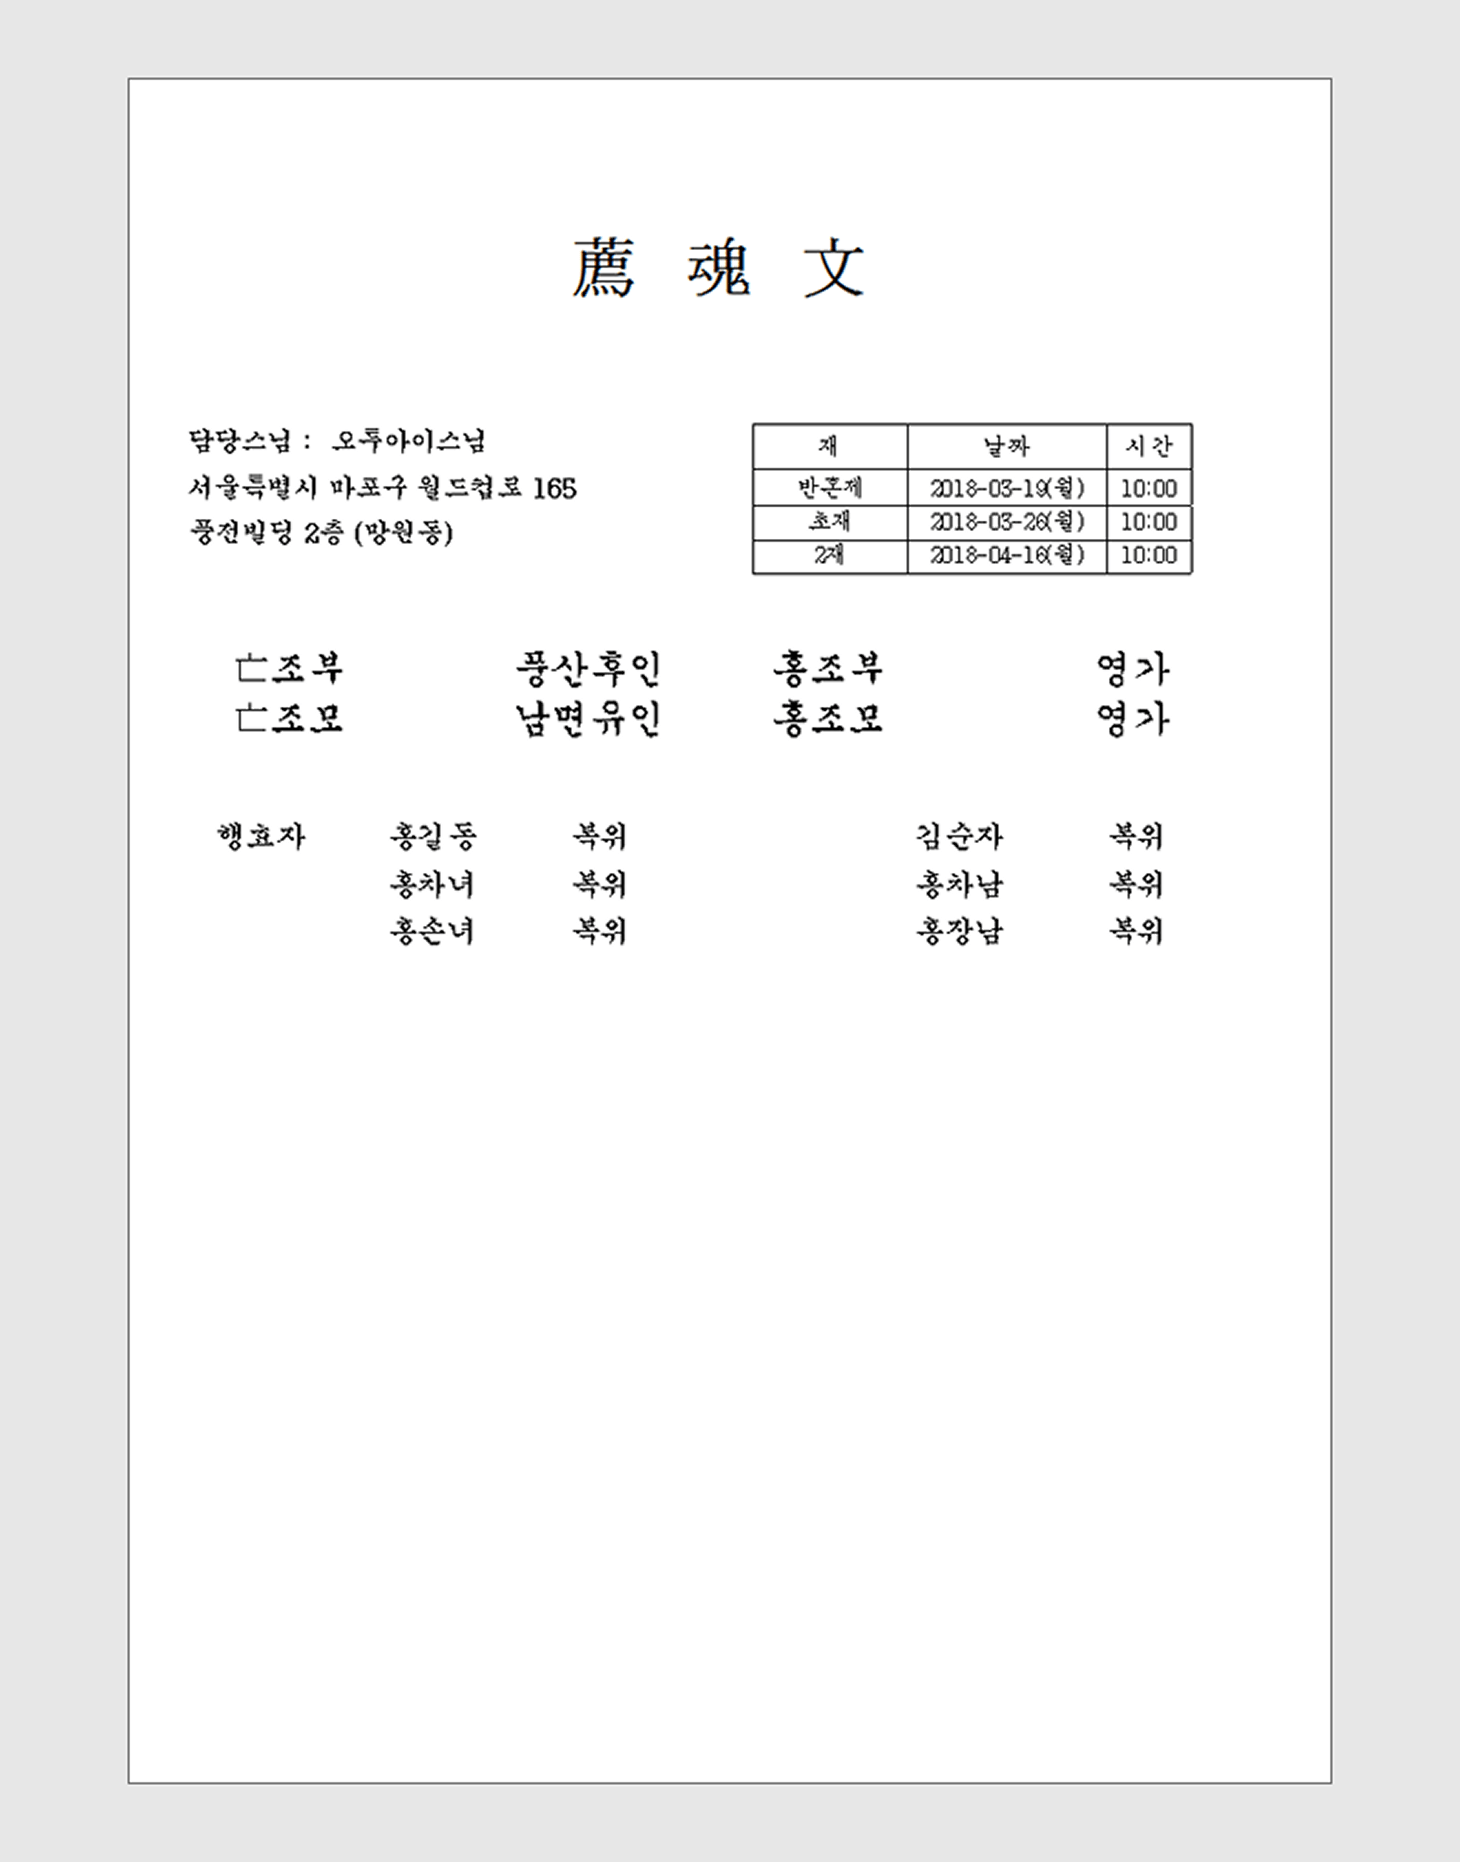 薦 魂 文
담당스님 : 오투아이스님
서울특별시 마포구 월드컵로 165
풍전빌딩 2층 (망원동)
재 날짜 시간
반혼제 2018-03-19(월) 10:00
초재 2018-03-26(월) 10:00
2재 2018-04-16(월) 10:00
亡조부 풍산후인 홍조부 영가
亡조모 남면유인 홍조모 영가
행효자 홍길동 복위 김순자 복위
홍차녀 복위 홍차남 복위
홍손녀 복위 홍장남 복위